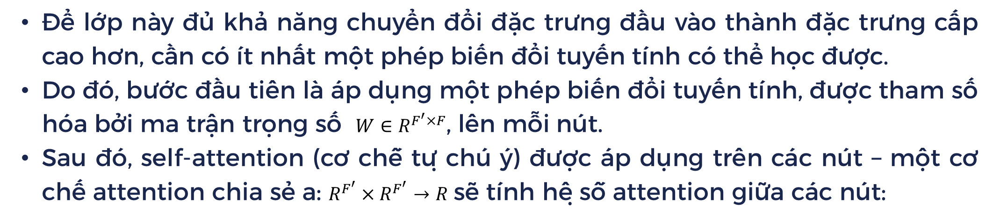 • Để lớp này đủ khả năng chuyển đổi đặc trưng đầu vào thành đặc trưng cấp
cao hơn, cần có ít nhất một phép biến đổi tuyến tính có thể học được.
• Do đó, bước đầu tiên là áp dụng một phép biến đổi tuyến tính, được tham số
hóa bởi ma trận trọng số W ∈ R^{F′×F}, lên mỗi nút.
• Sau đó, self-attention (cơ chế tự chú ý) được áp dụng trên các nút – một cơ
chế attention chia sẻ a: R^{F′} × R^{F′} → R sẽ tính hệ số attention giữa các nút: